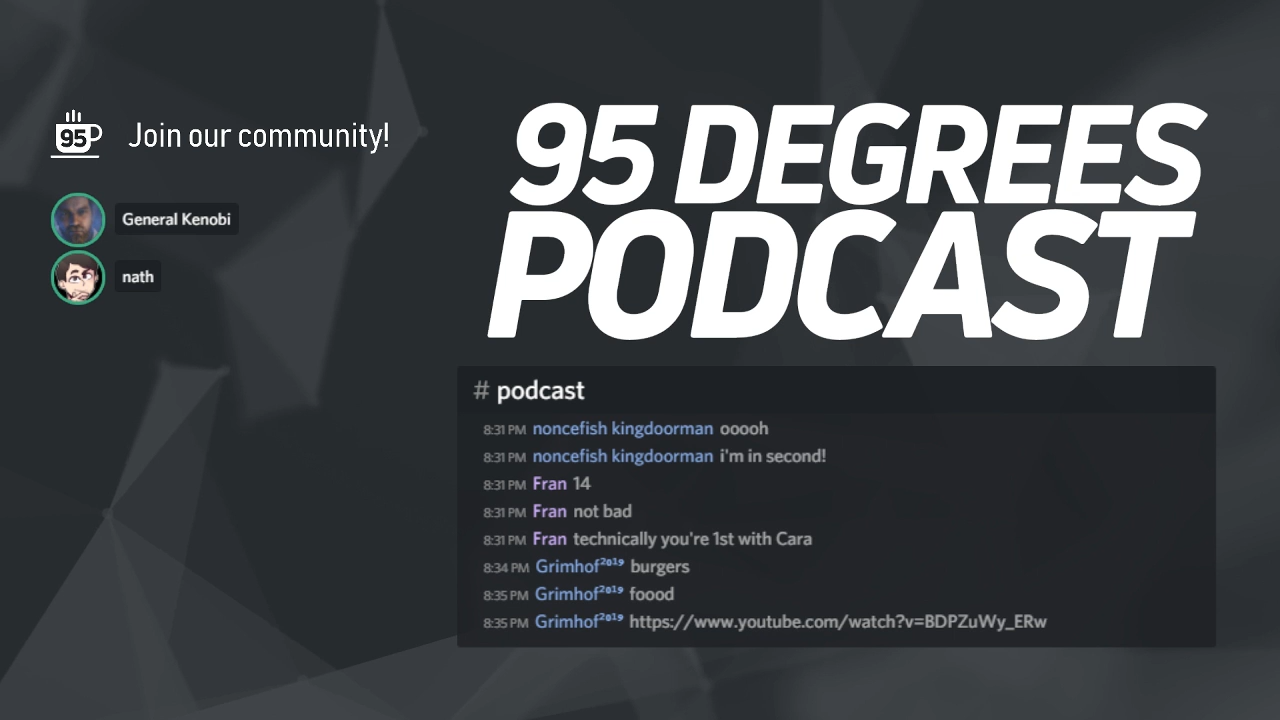 95 Join our community!
General Kenobi
nath
95 DEGREES
PODCAST
# podcast
8:31 PM noncefish kingdoorman ooooh
8:31 PM noncefish kingdoorman i'm in second!
8:31 PM Fran 14
8:31 PM Fran not bad
8:31 PM Fran technically you're 1st with Cara
8:34 PM Grimhof²⁰¹⁹ burgers
8:35 PM Grimhof²⁰¹⁹ foood
8:35 PM Grimhof²⁰¹⁹ https://www.youtube.com/watch?v=BDPZuWy_ERw